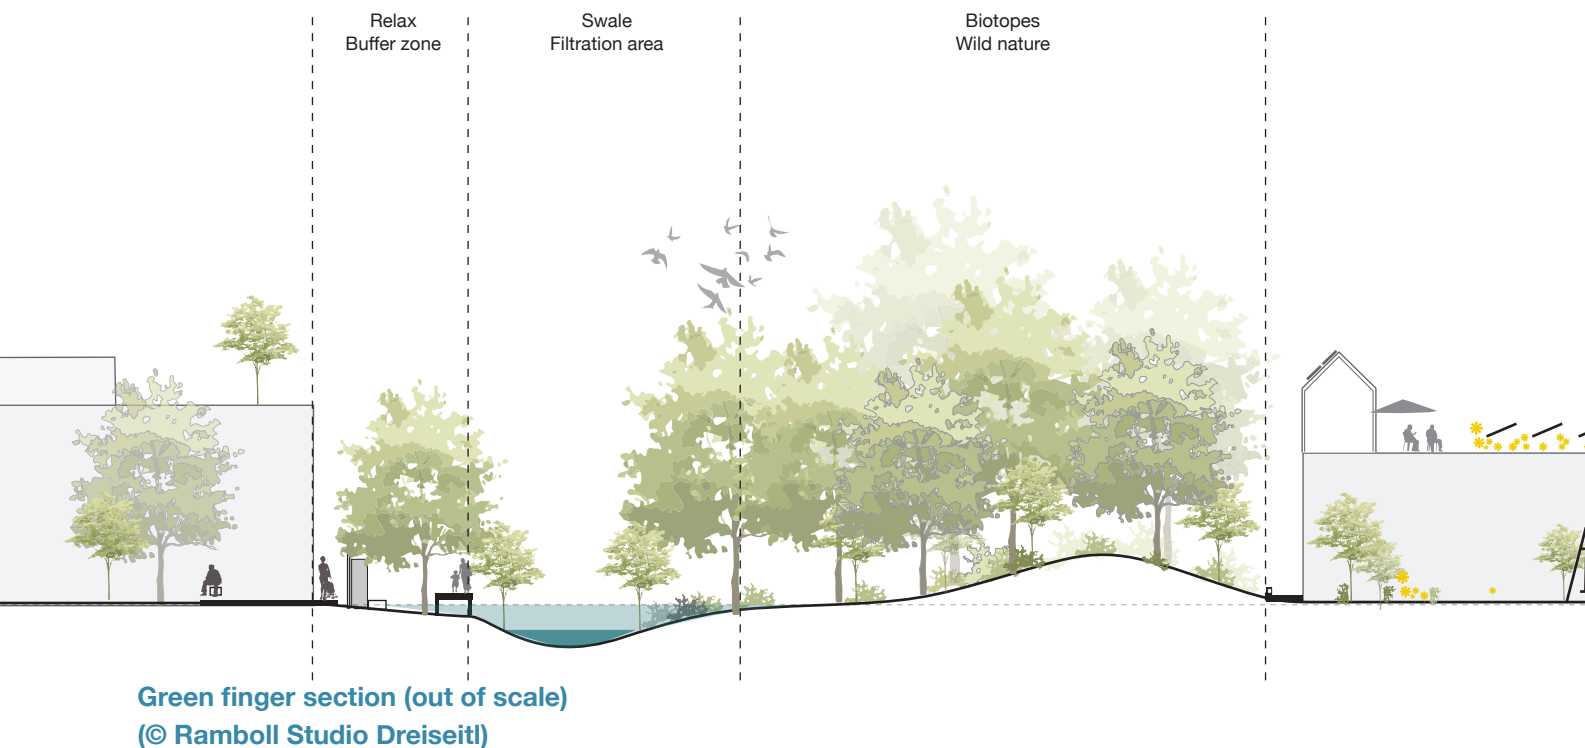 Relax
Buffer zone
Swale
Filtration area
Biotopes
Wild nature
Green finger section (out of scale)
(© Ramboll Studio Dreiseitl)